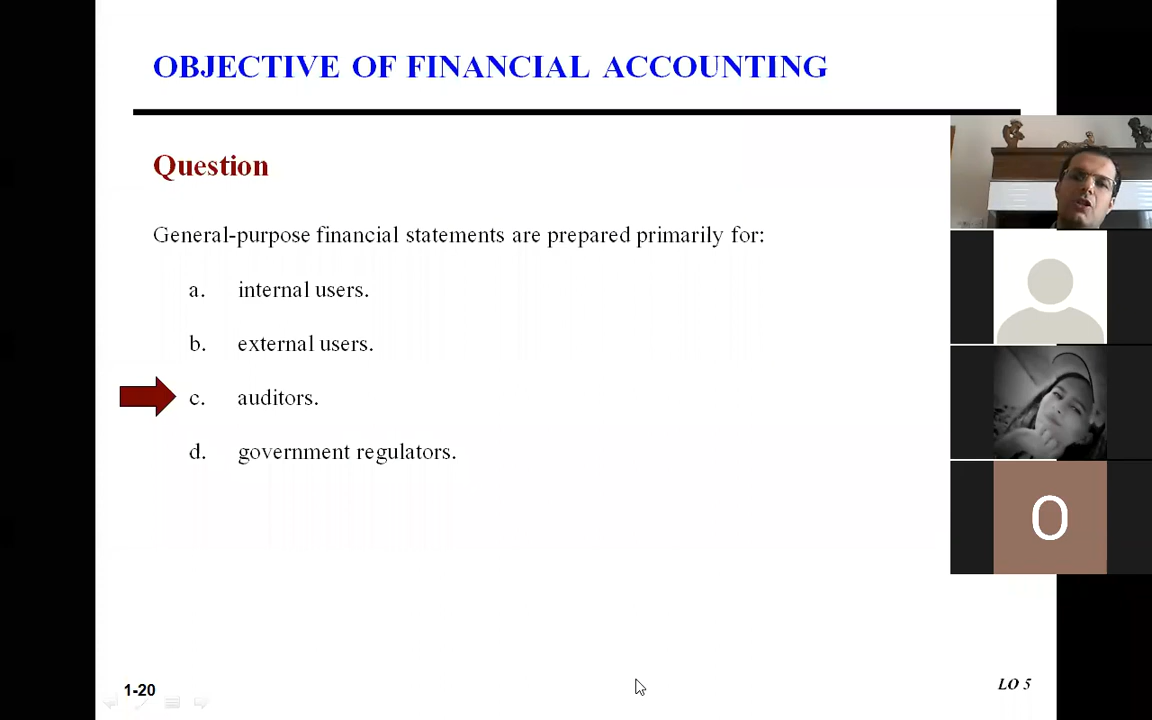 OBJECTIVE OF FINANCIAL ACCOUNTING
Question
General-purpose financial statements are prepared primarily for:
a. internal users.
b. external users.
c. auditors.
d. government regulators.
O
1-20
LO 5